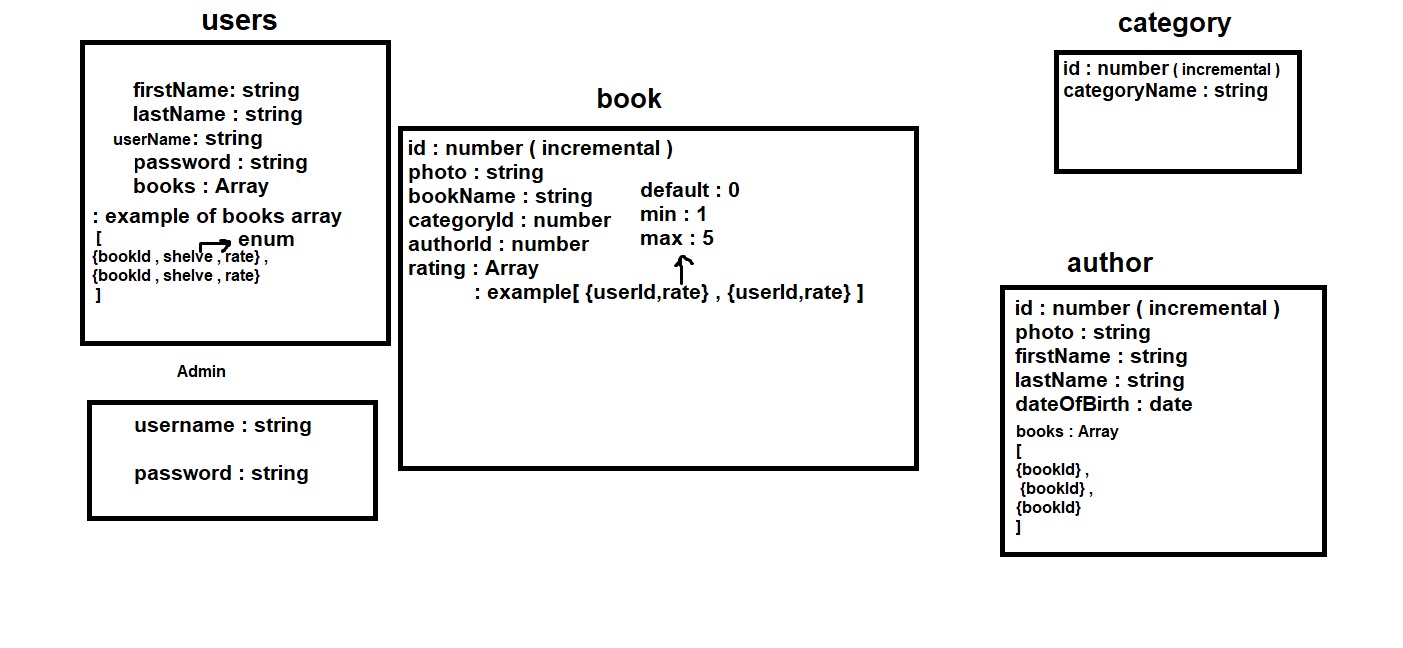 users
firstName: string
lastName : string
userName: string
password : string
books : Array
: example of books array
[
enum
{bookId , shelve , rate} ,
{bookId , shelve , rate}
]
Admin
username : string
password : string
book
id : number ( incremental )
photo : string
bookName : string
categoryId : number
authorId : number
rating : Array
default : 0
min : 1
max : 5
: example[ {userId,rate} , {userId,rate} ]
category
id : number ( incremental )
categoryName : string
author
id : number ( incremental )
photo : string
firstName : string
lastName : string
dateOfBirth : date
books : Array
[
{bookId} ,
{bookId} ,
{bookId}
]